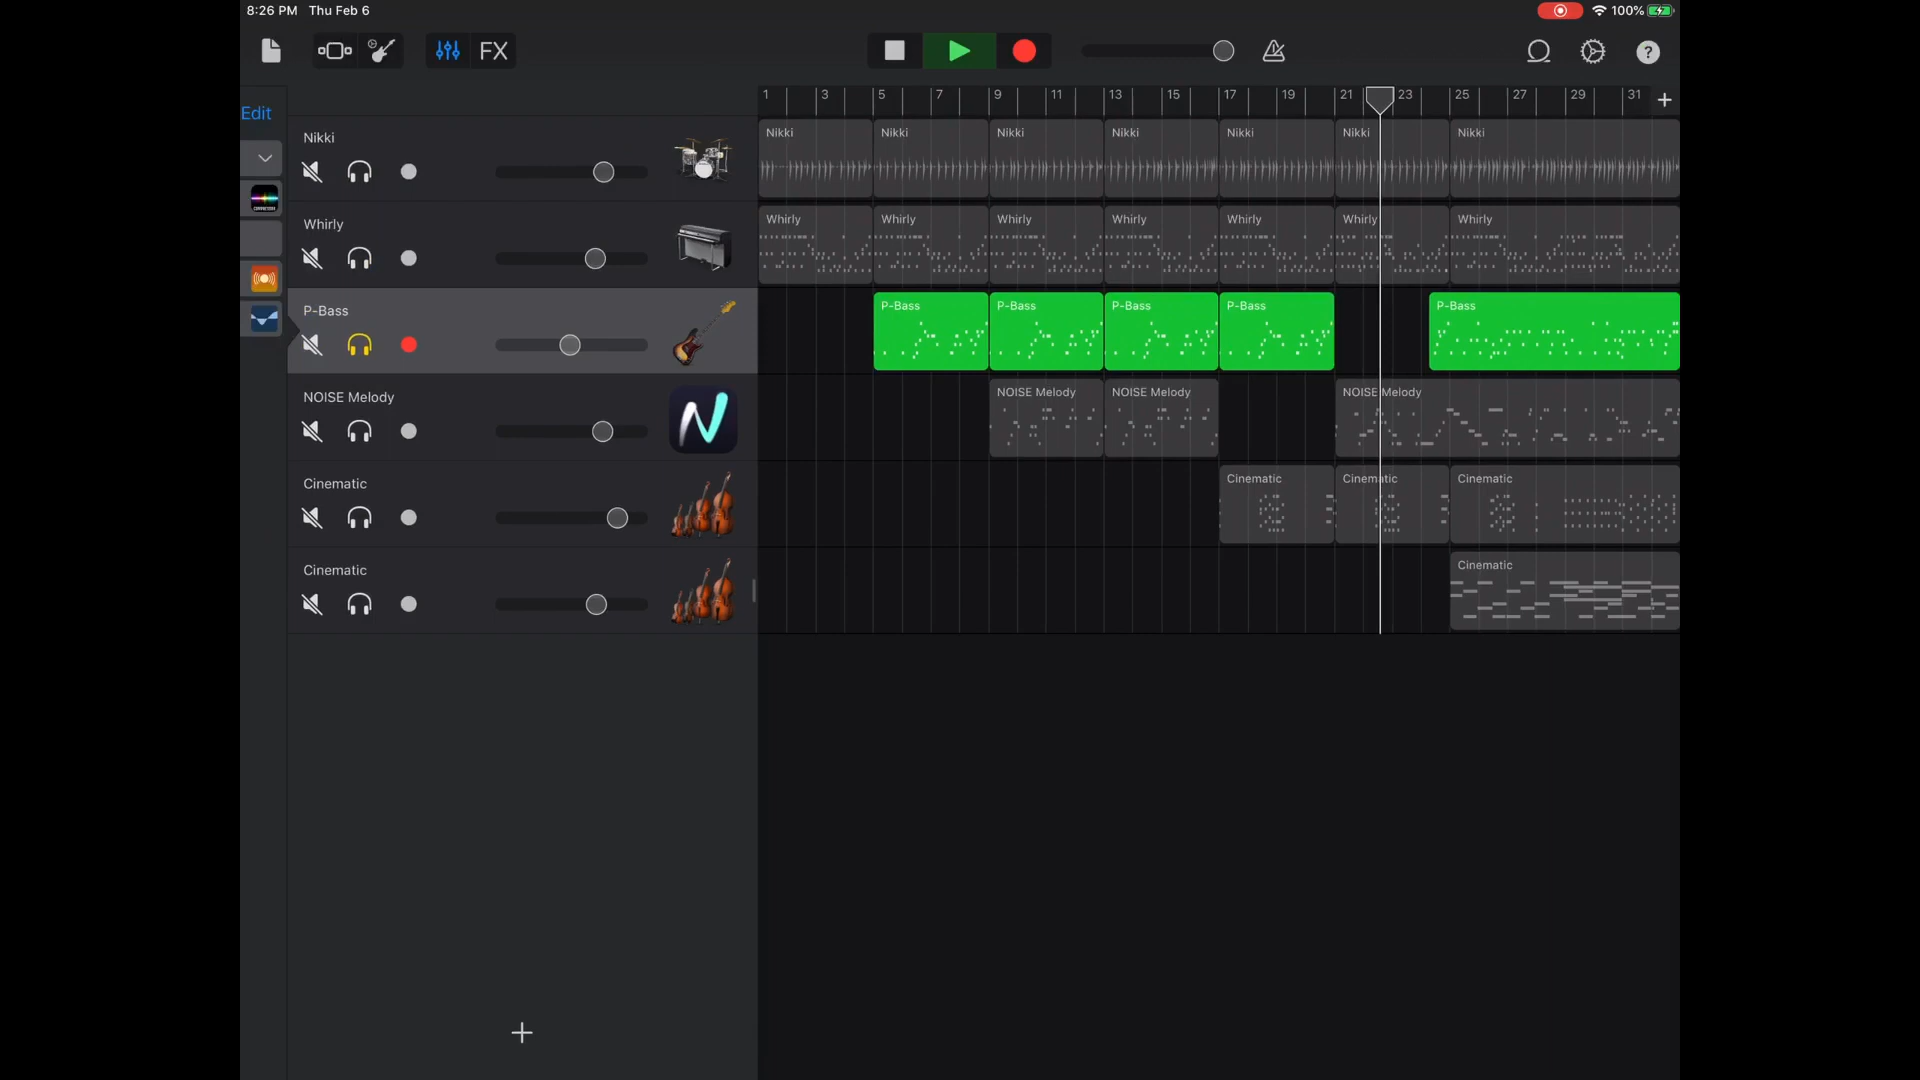 8:26 PM Thu Feb 6 100%
FX ?
Edit
1 3 5 7 9 11 13 15 17 19 21 23 25 27 29 31
Nikki
Nikki Nikki Nikki Nikki Nikki Nikki Nikki
Whirly
Whirly Whirly Whirly Whirly Whirly Whirly Whirly
P-Bass
P-Bass P-Bass P-Bass P-Bass P-Bass
NOISE Melody
NOISE Melody NOISE Melody NOISE Melody
Cinematic
Cinematic Cinematic Cinematic
Cinematic
Cinematic